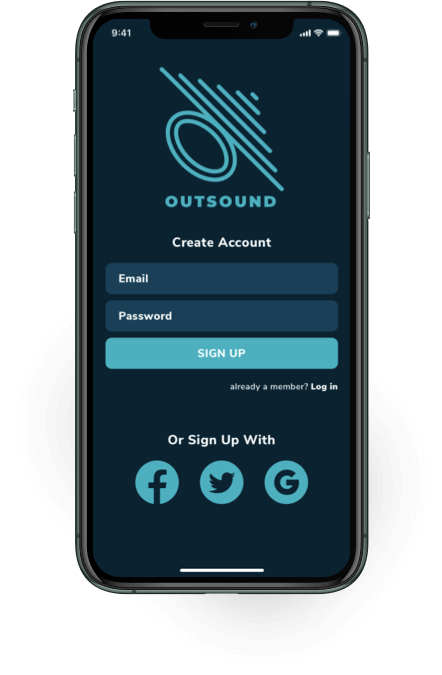 9:41
OUTSOUND
Create Account
Email
Password
SIGN UP
already a member? Log in
Or Sign Up With